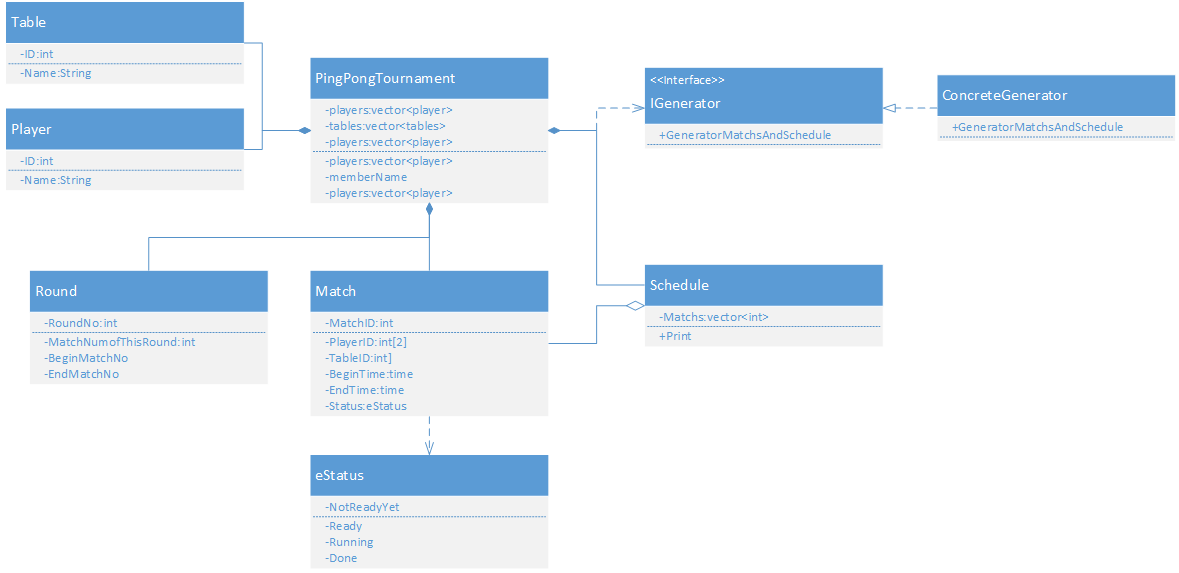 Table
-ID:int
-Name:String
Player
-ID:int
-Name:String
PingPongTournament
-players:vector<player>
-tables:vector<tables>
-players:vector<player>
-players:vector<player>
-memberName
-players:vector<player>
<<Interface>>
IGenerator
+GeneratorMatchsAndSchedule
ConcreteGenerator
+GeneratorMatchsAndSchedule
Round
-RoundNo:int
-MatchNumofThisRound:int
-BeginMatchNo
-EndMatchNo
Match
-MatchID:int
-PlayerID:int[2]
-TableID:int]
-BeginTime:time
-EndTime:time
-Status:eStatus
Schedule
-Matchs:vector<int>
+Print
eStatus
-NotReadyYet
-Ready
-Running
-Done